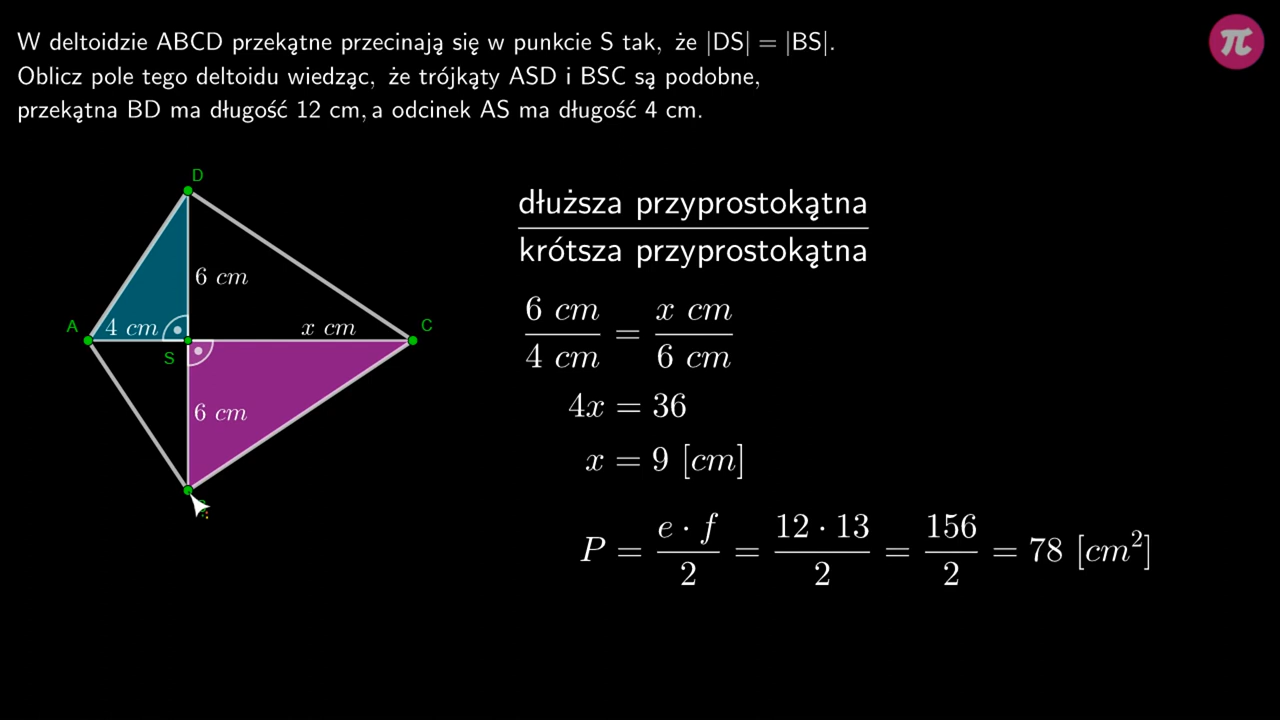 W deltoidzie ABCD przekątne przecinają się w punkcie S tak, że |DS| = |BS|.
Oblicz pole tego deltoidu wiedząc, że trójkąty ASD i BSC są podobne,
przekątna BD ma długość 12 cm, a odcinek AS ma długość 4 cm.
π
D
6 cm
A
4 cm
x cm
C
S
6 cm
dłuższa przyprostokątna
krótsza przyprostokątna
6 cm / 4 cm = x cm / 6 cm
4x = 36
x = 9 [cm]
P = e · f / 2 = 12 · 13 / 2 = 156 / 2 = 78 [cm²]